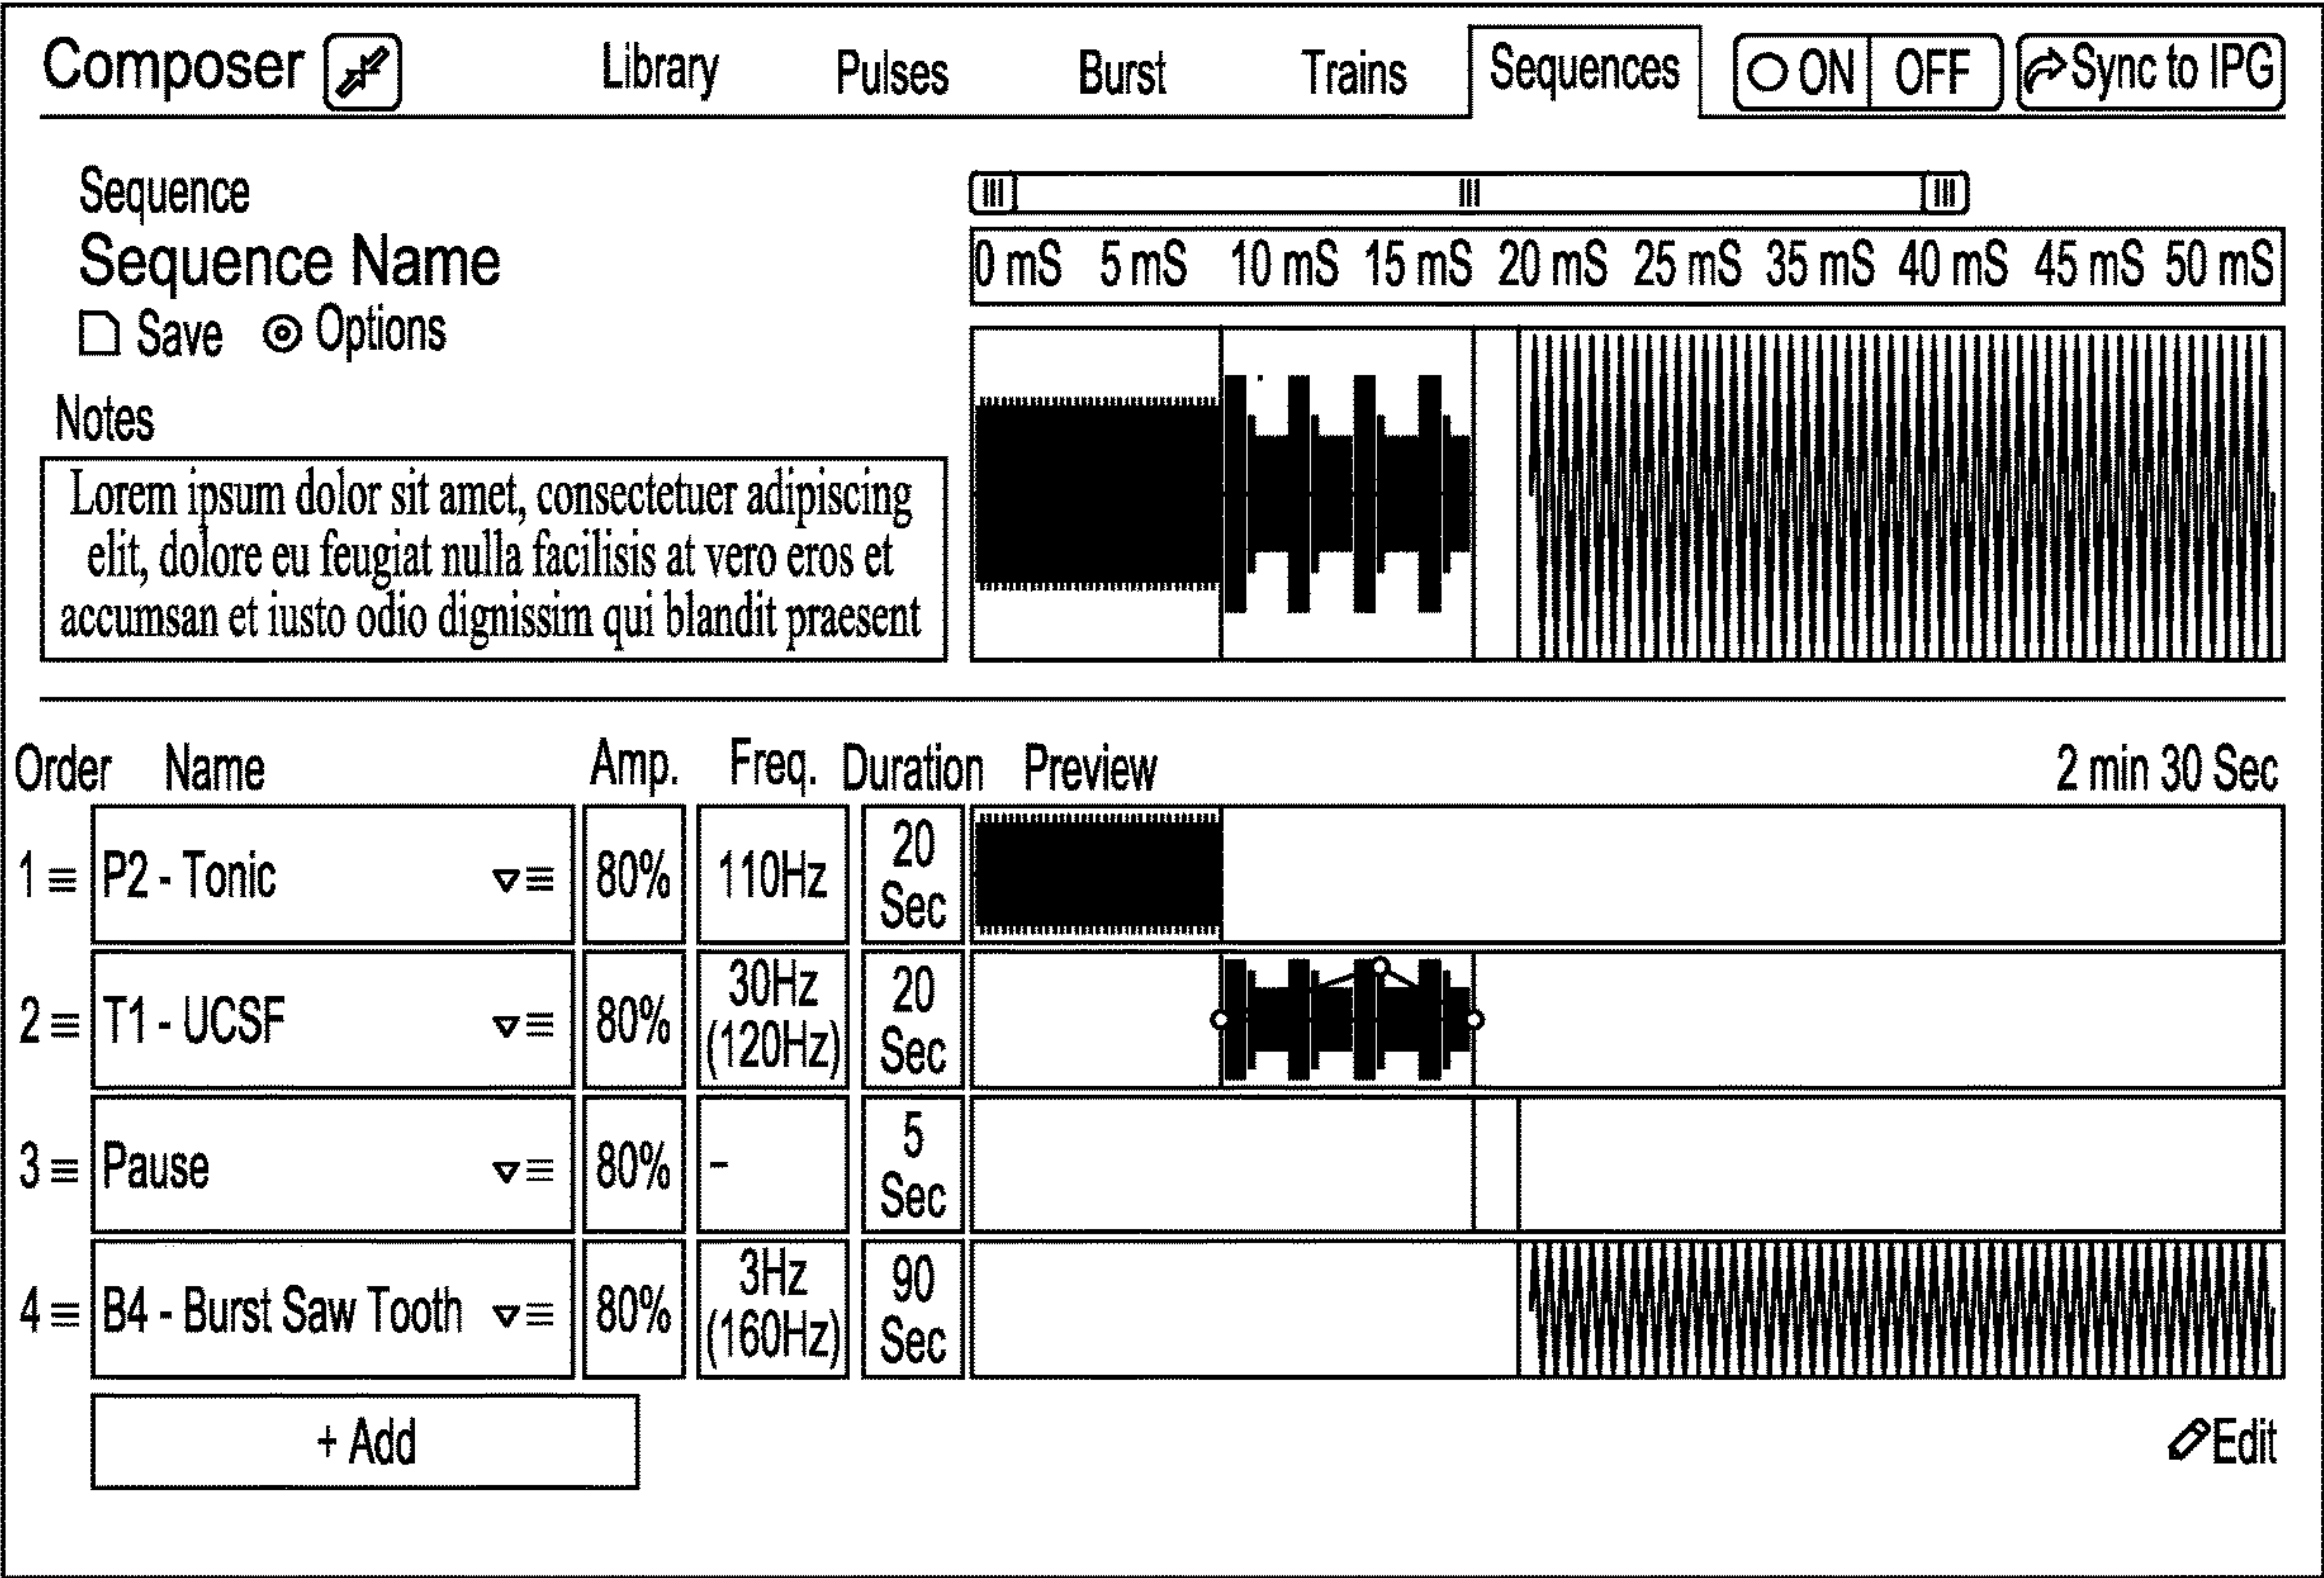 Composer Library Pulses Burst Trains Sequences ON OFF Sync to IPG
Sequence
Sequence Name
Save Options
Notes
Lorem ipsum dolor sit amet, consectetuer adipiscing
elit, dolore eu feugiat nulla facilisis at vero eros et
accumsan et iusto odio dignissim qui blandit praesent
0 mS 5 mS 10 mS 15 mS 20 mS 25 mS 35 mS 40 mS 45 mS 50 mS
Order Name Amp. Freq. Duration Preview 2 min 30 Sec
1 P2 - Tonic 80% 110Hz 20 Sec
2 T1 - UCSF 80% 30Hz (120Hz) 20 Sec
3 Pause 80% – 5 Sec
4 B4 - Burst Saw Tooth 80% 3Hz (160Hz) 90 Sec
+ Add
Edit